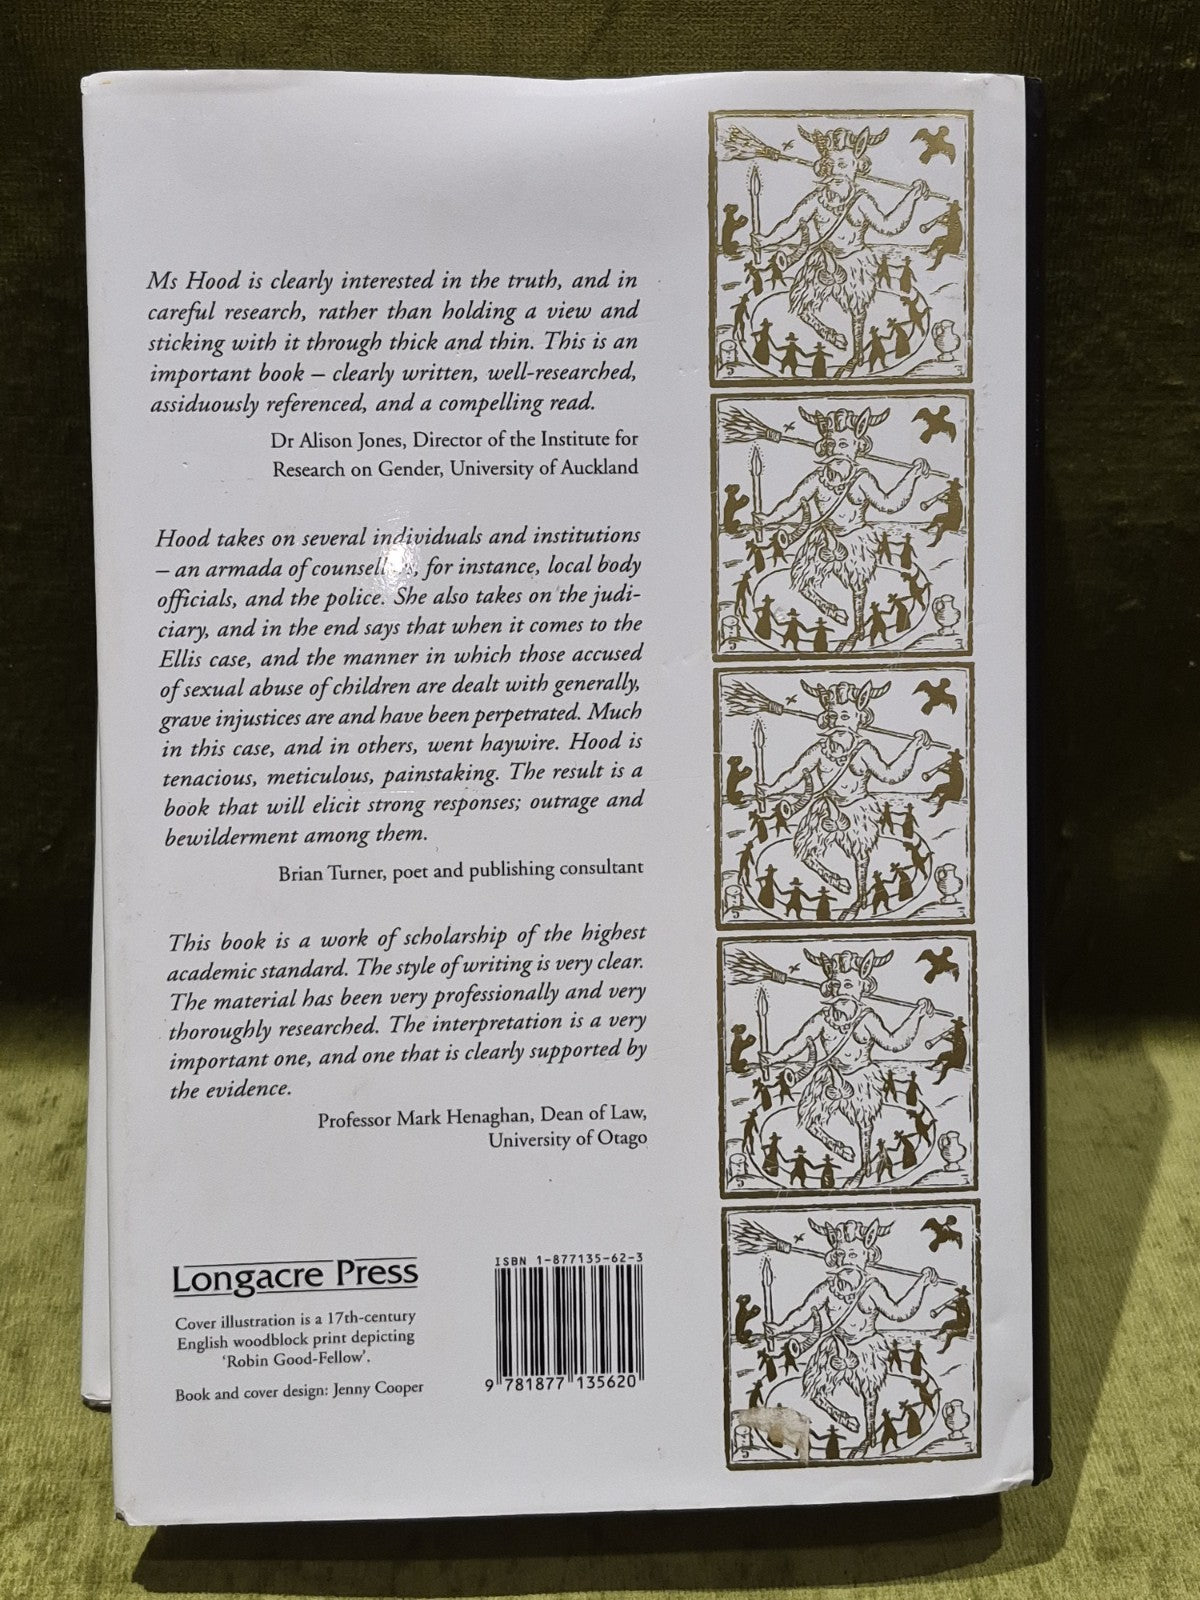 Ms Hood is clearly interested in the truth, and in
careful research, rather than holding a view and
sticking with it through thick and thin. This is an
important book – clearly written, well-researched,
assiduously referenced, and a compelling read.
Dr Alison Jones, Director of the Institute for
Research on Gender, University of Auckland
Hood takes on several individuals and institutions
– an armada of counsellors, for instance, local body
officials, and the police. She also takes on the judi-
ciary, and in the end says that when it comes to the
Ellis case, and the manner in which those accused
of sexual abuse of children are dealt with generally,
grave injustices are and have been perpetrated. Much
in this case, and in others, went haywire. Hood is
tenacious, meticulous, painstaking. The result is a
book that will elicit strong responses; outrage and
bewilderment among them.
Brian Turner, poet and publishing consultant
This book is a work of scholarship of the highest
academic standard. The style of writing is very clear.
The material has been very professionally and very
thoroughly researched. The interpretation is a very
important one, and one that is clearly supported by
the evidence.
Professor Mark Henaghan, Dean of Law,
University of Otago
Longacre Press
Cover illustration is a 17th-century
English woodblock print depicting
'Robin Good-Fellow'.
Book and cover design: Jenny Cooper
ISBN 1-877135-62-3
9 781877 135620